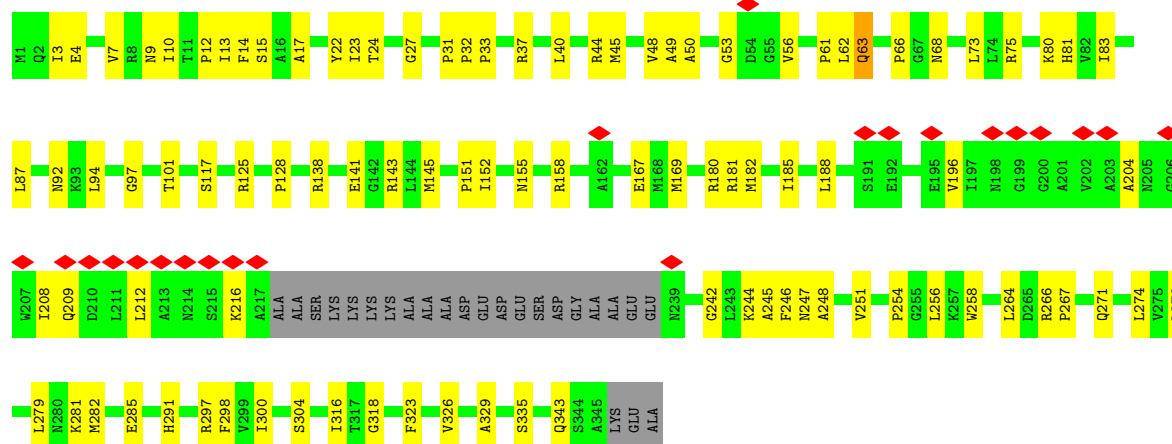 M1 Q2 I3 E4 V7 R8 N9 I10 T11 P12 I13 F14 S15 A16 A17 Y22 I23 T24 G27 P31 P32 P33 R37 L40 R44 M45 V48 A49 A50 G53 D54 G55 V56 P61 L62 Q63 P66 G67 N68 L73 L74 R75 K80 H81 V82 I83
L87 N92 K93 L94 G97 T101 S117 R125 P128 R138 E141 G142 R143 L144 M145 P151 I152 N155 R158 A162 E167 M168 M169 R180 R181 M182 I185 L188 S191 E192 E195 V196 I197 N198 G199 G200 A201 V202 A203 A204 N205 G206
W207 I208 Q209 D210 L211 L212 A213 N214 S215 K216 A217 ALA ALA SER LYS LYS LYS LYS ALA ALA ALA ASP GLU ASP GLU GLU SER ASP GLY ALA ALA GLU GLU N239 G242 L243 K244 A245 F246 N247 A248 V251 P254 G255 L256 K257 W258 L264 D265 R266 P267 Q271 L274 V275
L279 N280 K281 M282 E285 H291 R297 F298 V299 I300 S304 I316 T317 G318 F323 V326 A329 S335 Q343 S344 A345 LYS GLU ALA